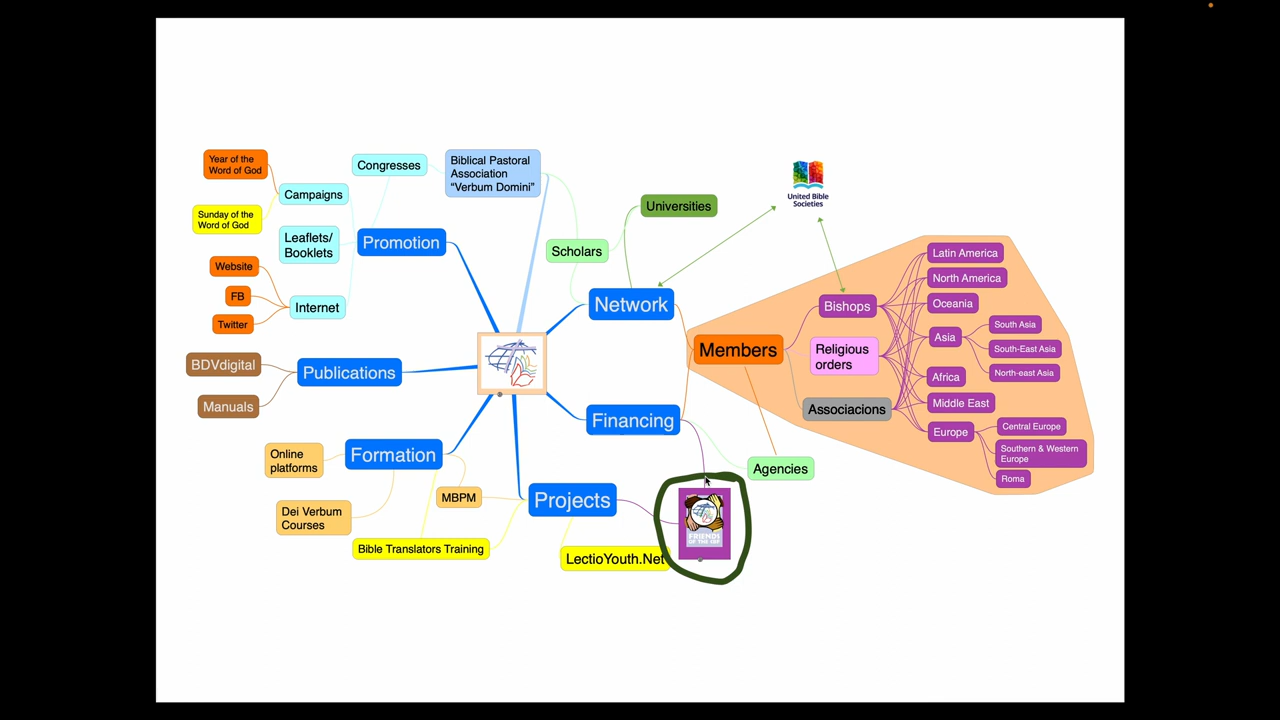 Year of the
Word of God
Congresses
Biblical Pastoral
Association
“Verbum Domini”
Campaigns
Sunday of the
Word of God
Leaflets/
Booklets
Promotion
Website
FB
Internet
Twitter
BDVdigital
Publications
Manuals
Online
platforms
Formation
MBPM
Dei Verbum
Courses
Bible Translators Training
Projects
LectioYouth.Net
FRIENDS
OF THE CBF
Universities
Scholars
Network
United Bible
Societies
Members
Financing
Agencies
Bishops
Religious
orders
Associacions
Latin America
North America
Oceania
Asia
South Asia
South-East Asia
North-east Asia
Africa
Middle East
Europe
Central Europe
Southern & Western
Europe
Roma